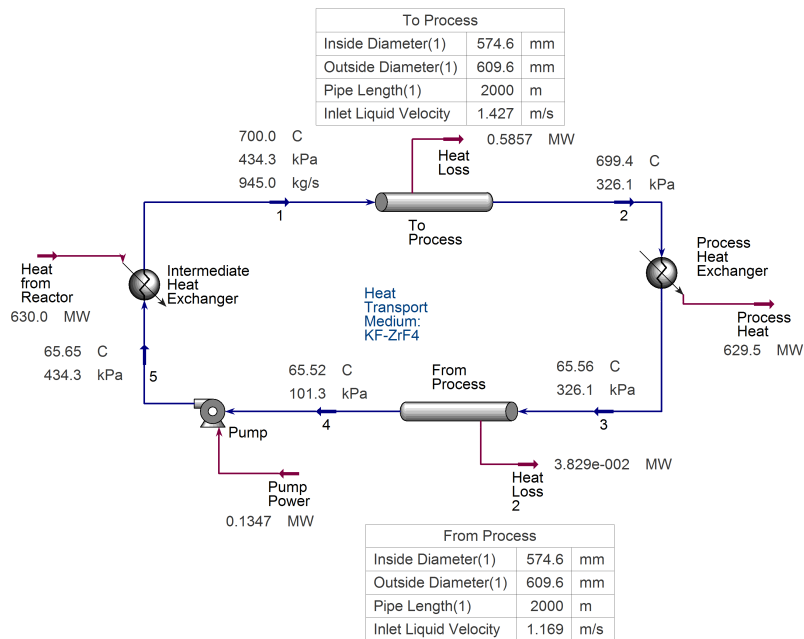 To Process
Inside Diameter(1) 574.6 mm
Outside Diameter(1) 609.6 mm
Pipe Length(1) 2000 m
Inlet Liquid Velocity 1.427 m/s
700.0 C
434.3 kPa
945.0 kg/s
1
Heat
Loss
0.5857 MW
To
Process
699.4 C
326.1 kPa
2
Heat
from
Reactor
630.0 MW
Intermediate
Heat
Exchanger
Process
Heat
Exchanger
Process
Heat
629.5 MW
Heat
Transport
Medium:
KF-ZrF4
65.65 C
434.3 kPa
5
Pump
Pump
Power
0.1347 MW
65.52 C
101.3 kPa
4
From
Process
65.56 C
326.1 kPa
3
Heat
Loss
2
3.829e-002 MW
From Process
Inside Diameter(1) 574.6 mm
Outside Diameter(1) 609.6 mm
Pipe Length(1) 2000 m
Inlet Liquid Velocity 1.169 m/s